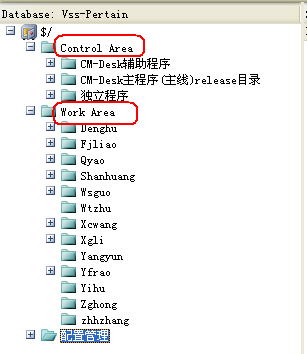 Database: Vss-Pertain
$/
Control Area
CM-Desk辅助程序
CM-Desk主程序(主线)release目录
独立程序
Work Area
Denghu
Fjliao
Qyao
Shanhuang
Wsguo
Wtzhu
Xcwang
Xgli
Yangyun
Yfrao
Yihu
Zghong
zhhzhang
配置管理